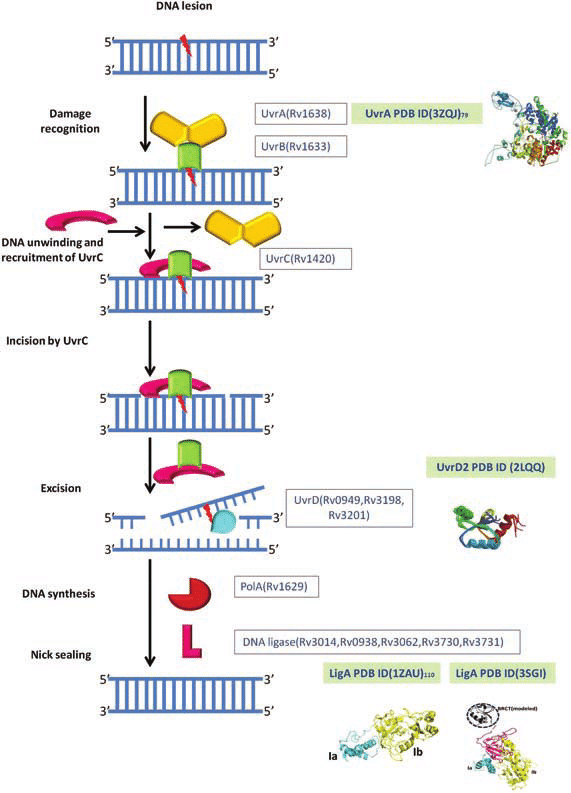 DNA lesion
5' 3'
3' 5'
Damage
recognition
UvrA(Rv1638)
UvrA PDB ID(3ZQJ)79
UvrB(Rv1633)
5' 3'
3' 5'
DNA unwinding and
recruitment of UvrC
UvrC(Rv1420)
5' 3'
3' 5'
Incision by UvrC
5' 3'
3' 5'
UvrD2 PDB ID (2LQQ)
Excision
UvrD(Rv0949,Rv3198,
Rv3201)
5' 3'
3' 5'
DNA synthesis
PolA(Rv1629)
Nick sealing
DNA ligase(Rv3014,Rv0938,Rv3062,Rv3730,Rv3731)
LigA PDB ID(1ZAU)110
LigA PDB ID(3SGI)
5' 3'
3' 5'
BRCT(modeled)
Ia Ib
Ia Ib